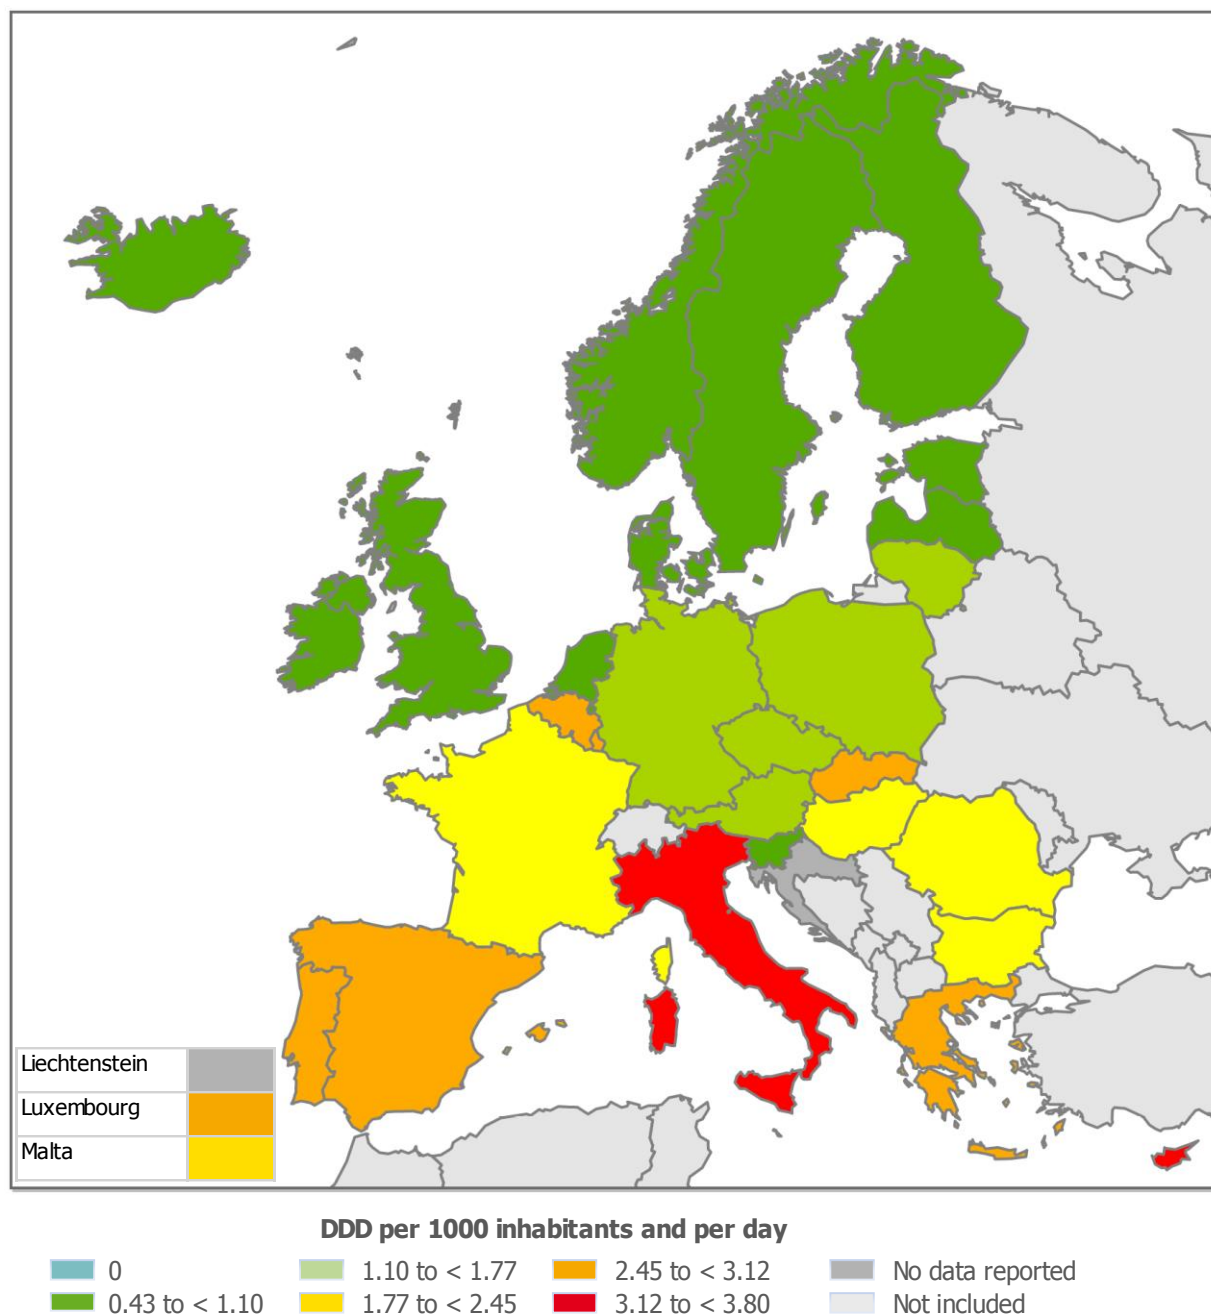 Liechtenstein
Luxembourg
Malta
DDD per 1000 inhabitants and per day
0 1.10 to < 1.77 2.45 to < 3.12 No data reported
0.43 to < 1.10 1.77 to < 2.45 3.12 to < 3.80 Not included